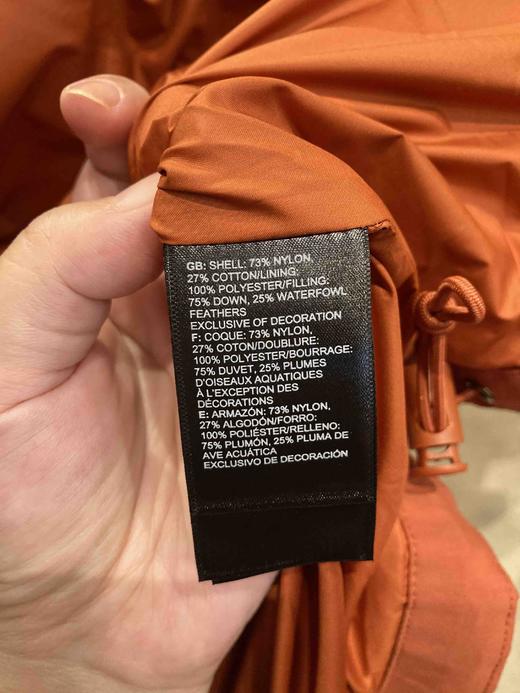 GB: SHELL: 73% NYLON,
27% COTTON/LINING:
100% POLYESTER/FILLING:
75% DOWN, 25% WATERFOWL
FEATHERS
EXCLUSIVE OF DECORATION
F: COQUE: 73% NYLON,
27% COTON/DOUBLURE:
100% POLYESTER/BOURRAGE:
75% DUVET, 25% PLUMES
D'OISEAUX AQUATIQUES
À L'EXCEPTION DES
DÉCORATIONS
E: ARMAZÓN: 73% NYLON,
27% ALGODÓN/FORRO:
100% POLIÉSTER/RELLENO:
75% PLUMÓN, 25% PLUMA DE
AVE ACUÁTICA
EXCLUSIVO DE DECORACIÓN